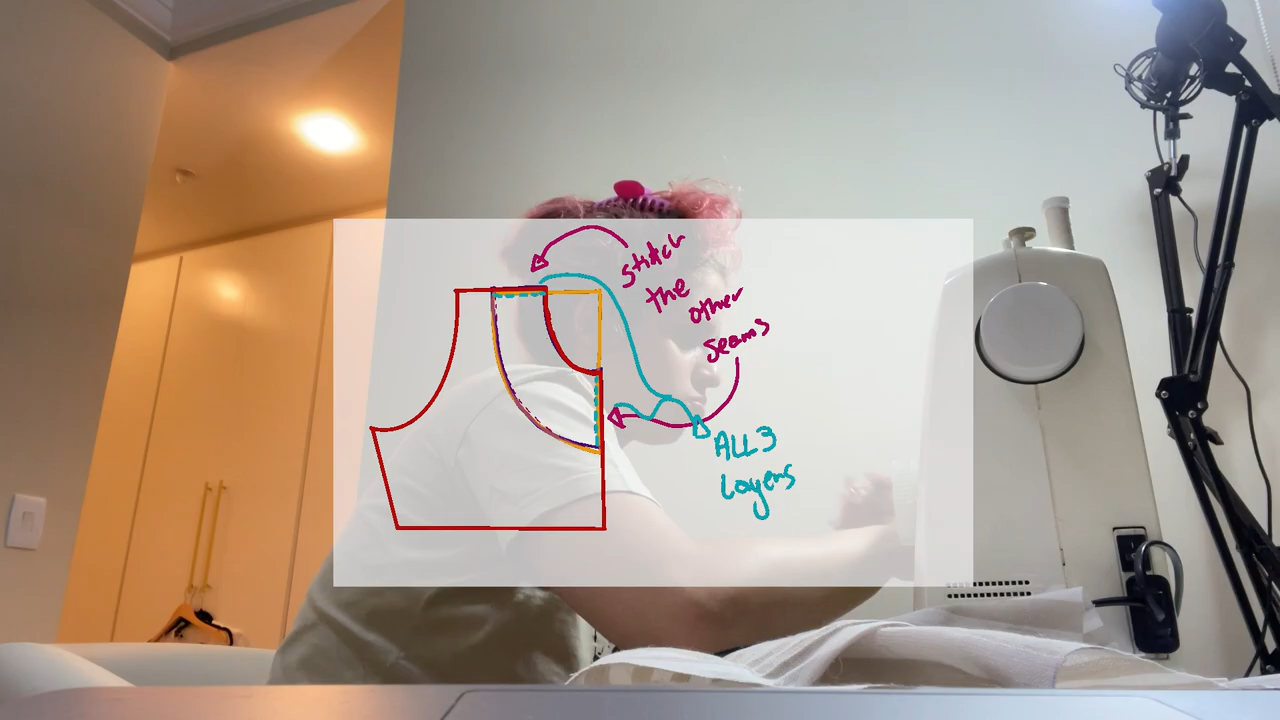 stitch
the
other
seams
ALL 3
layers